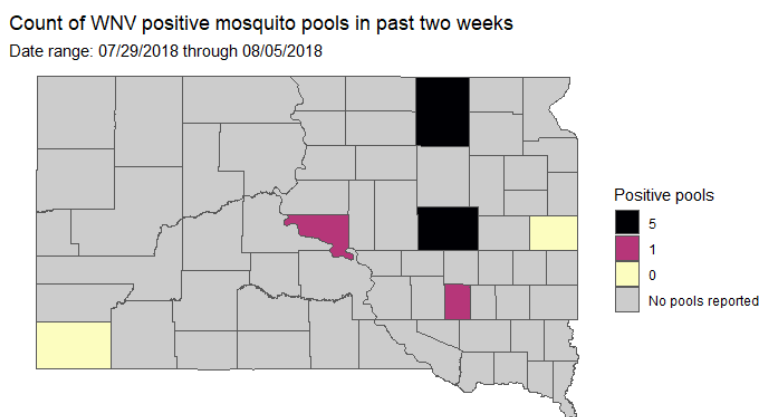 Count of WNV positive mosquito pools in past two weeks
Date range: 07/29/2018 through 08/05/2018
Positive pools
5
1
0
No pools reported